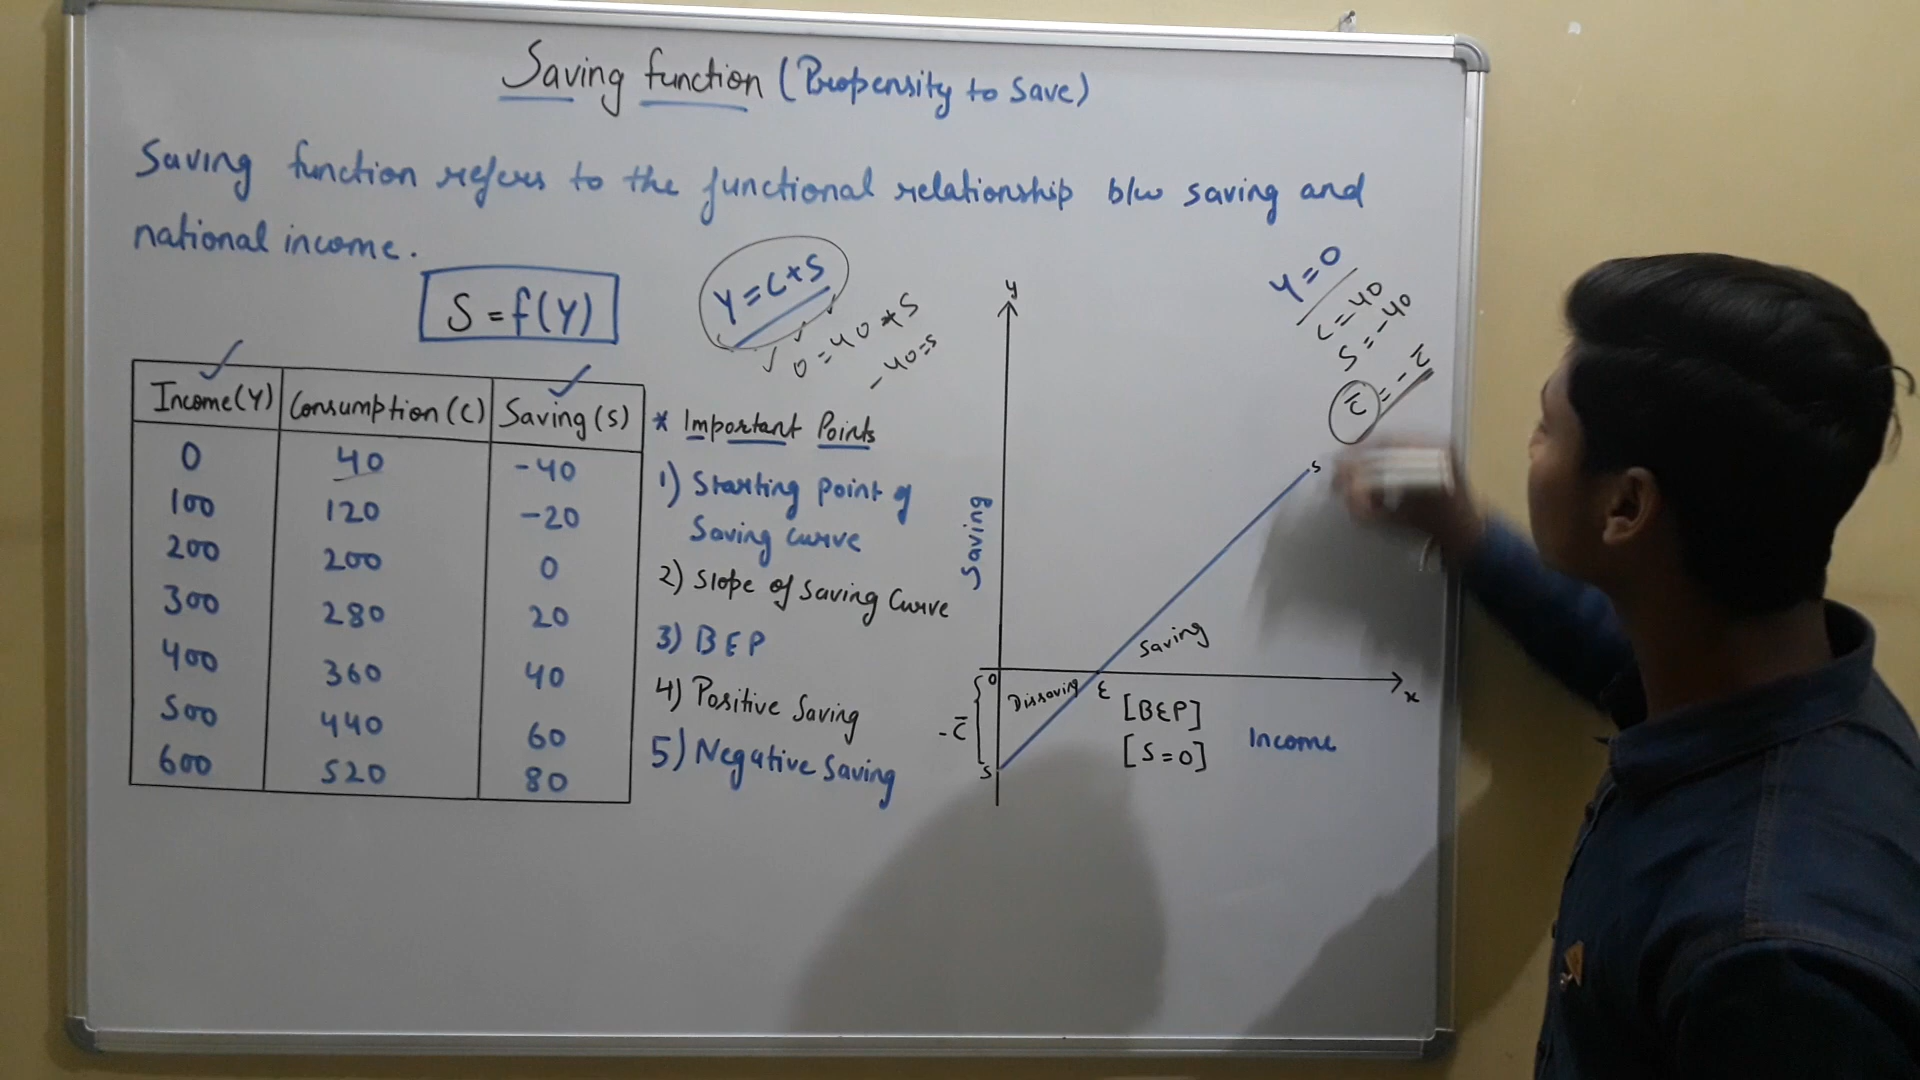 Saving function (Propensity to save)
Saving function refers to the functional relationship b/w saving and
national income.
S = f(Y)
Y = C + S
0 = 40 + S
-40 = S
Income (Y) Consumption (C) Saving (S)
0 40 -40
100 120 -20
200 200 0
300 280 20
400 360 40
500 440 60
600 520 80
* Important Points
1) Starting point of
Saving curve
2) Slope of Saving Curve
3) BEP
4) Positive Saving
5) Negative Saving
Y = 0
C = 40
S = -40
C̅ = -C̅
y
Saving
S
Saving
0
Dissaving
E
x
[BEP]
[S=0]
Income
-C̅
S